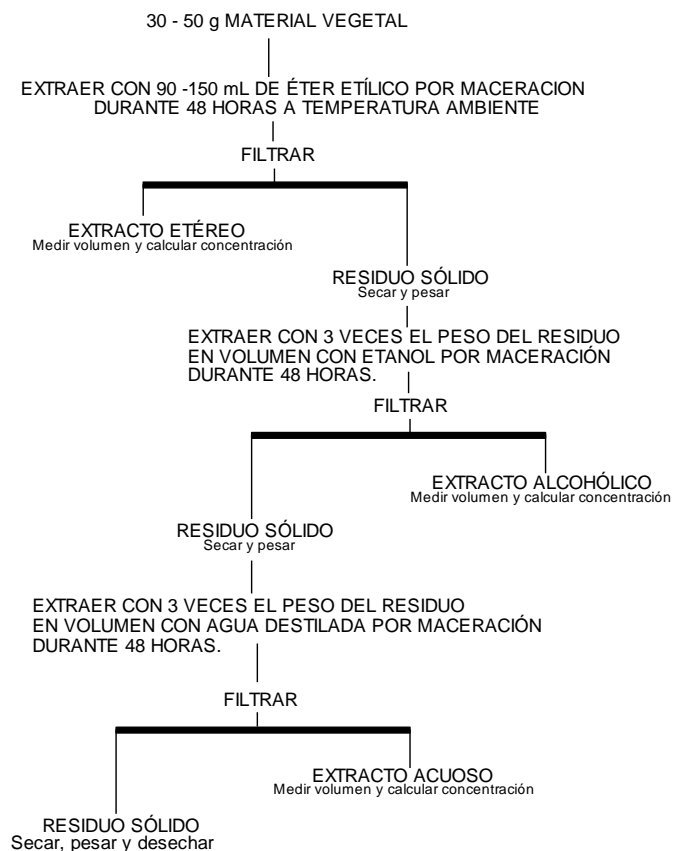 30 - 50 g MATERIAL VEGETAL
EXTRAER CON 90 -150 mL DE ÉTER ETÍLICO POR MACERACION
DURANTE 48 HORAS A TEMPERATURA AMBIENTE
FILTRAR
EXTRACTO ETÉREO
Medir volumen y calcular concentración
RESIDUO SÓLIDO
Secar y pesar
EXTRAER CON 3 VECES EL PESO DEL RESIDUO
EN VOLUMEN CON ETANOL POR MACERACIÓN
DURANTE 48 HORAS.
FILTRAR
EXTRACTO ALCOHÓLICO
Medir volumen y calcular concentración
RESIDUO SÓLIDO
Secar y pesar
EXTRAER CON 3 VECES EL PESO DEL RESIDUO
EN VOLUMEN CON AGUA DESTILADA POR MACERACIÓN
DURANTE 48 HORAS.
FILTRAR
EXTRACTO ACUOSO
Medir volumen y calcular concentración
RESIDUO SÓLIDO
Secar, pesar y desechar